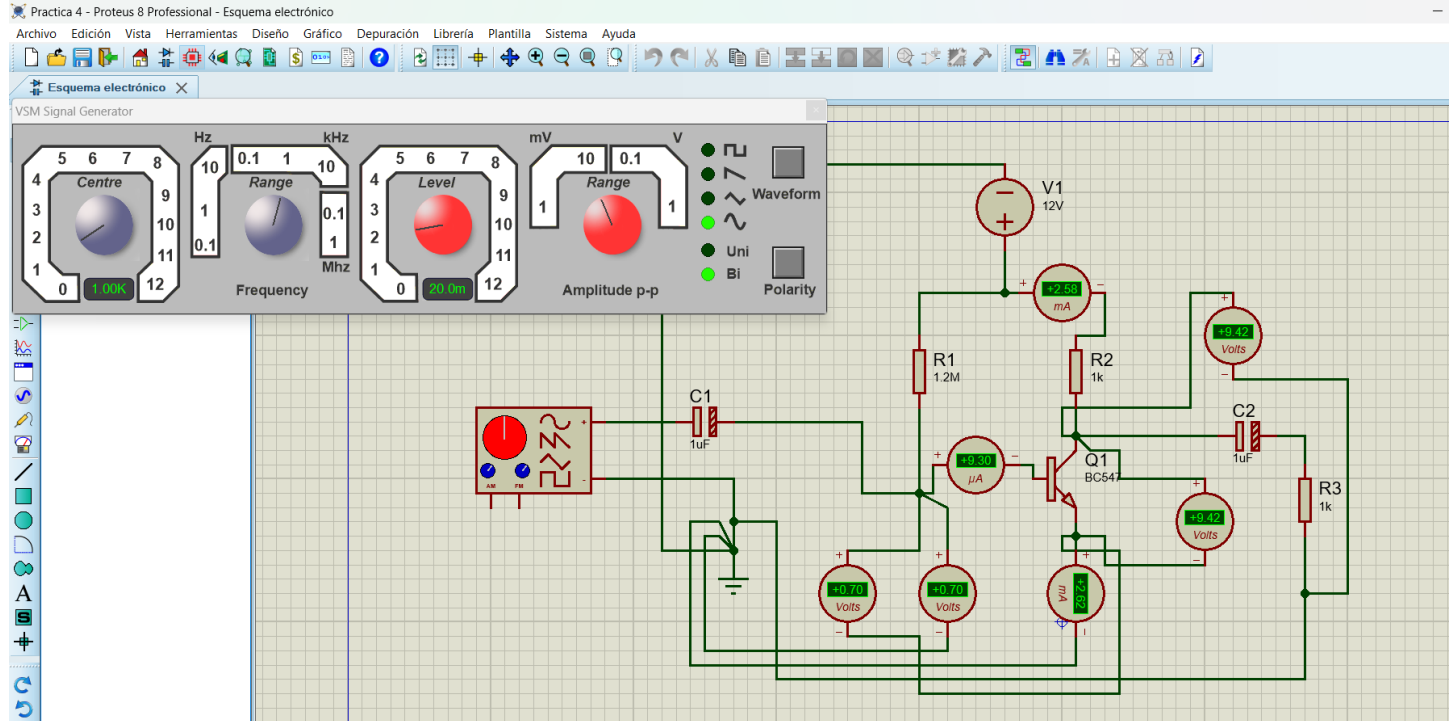 Practica 4 - Proteus 8 Professional - Esquema electrónico
Archivo Edición Vista Herramientas Diseño Gráfico Depuración Librería Plantilla Sistema Ayuda
Esquema electrónico
VSM Signal Generator
Hz kHz mV V
5 6 7 8 10 0.1 1 10 5 6 7 8 10 0.1
4 Centre 9 Range 4 Level 9 Range Waveform
3 10 1 0.1 3 10 1 1
2 11 0.1 1 2 11 Uni
1 12 Mhz 1 12 Bi
0 1.00K Frequency 0 20.0m Amplitude p-p Polarity
V1
12V
+ +2.58 -
mA
+
+9.42
Volts
-
R1
1.2M
R2
1k
C1
1uF
C2
1uF
+
-
AM FM
+ +9.30 -
µA
Q1
BC547
R3
1k
+
+9.42
Volts
-
+
+0.70
Volts
-
+
+0.70
Volts
-
+
+2.62
mA
-
A
S